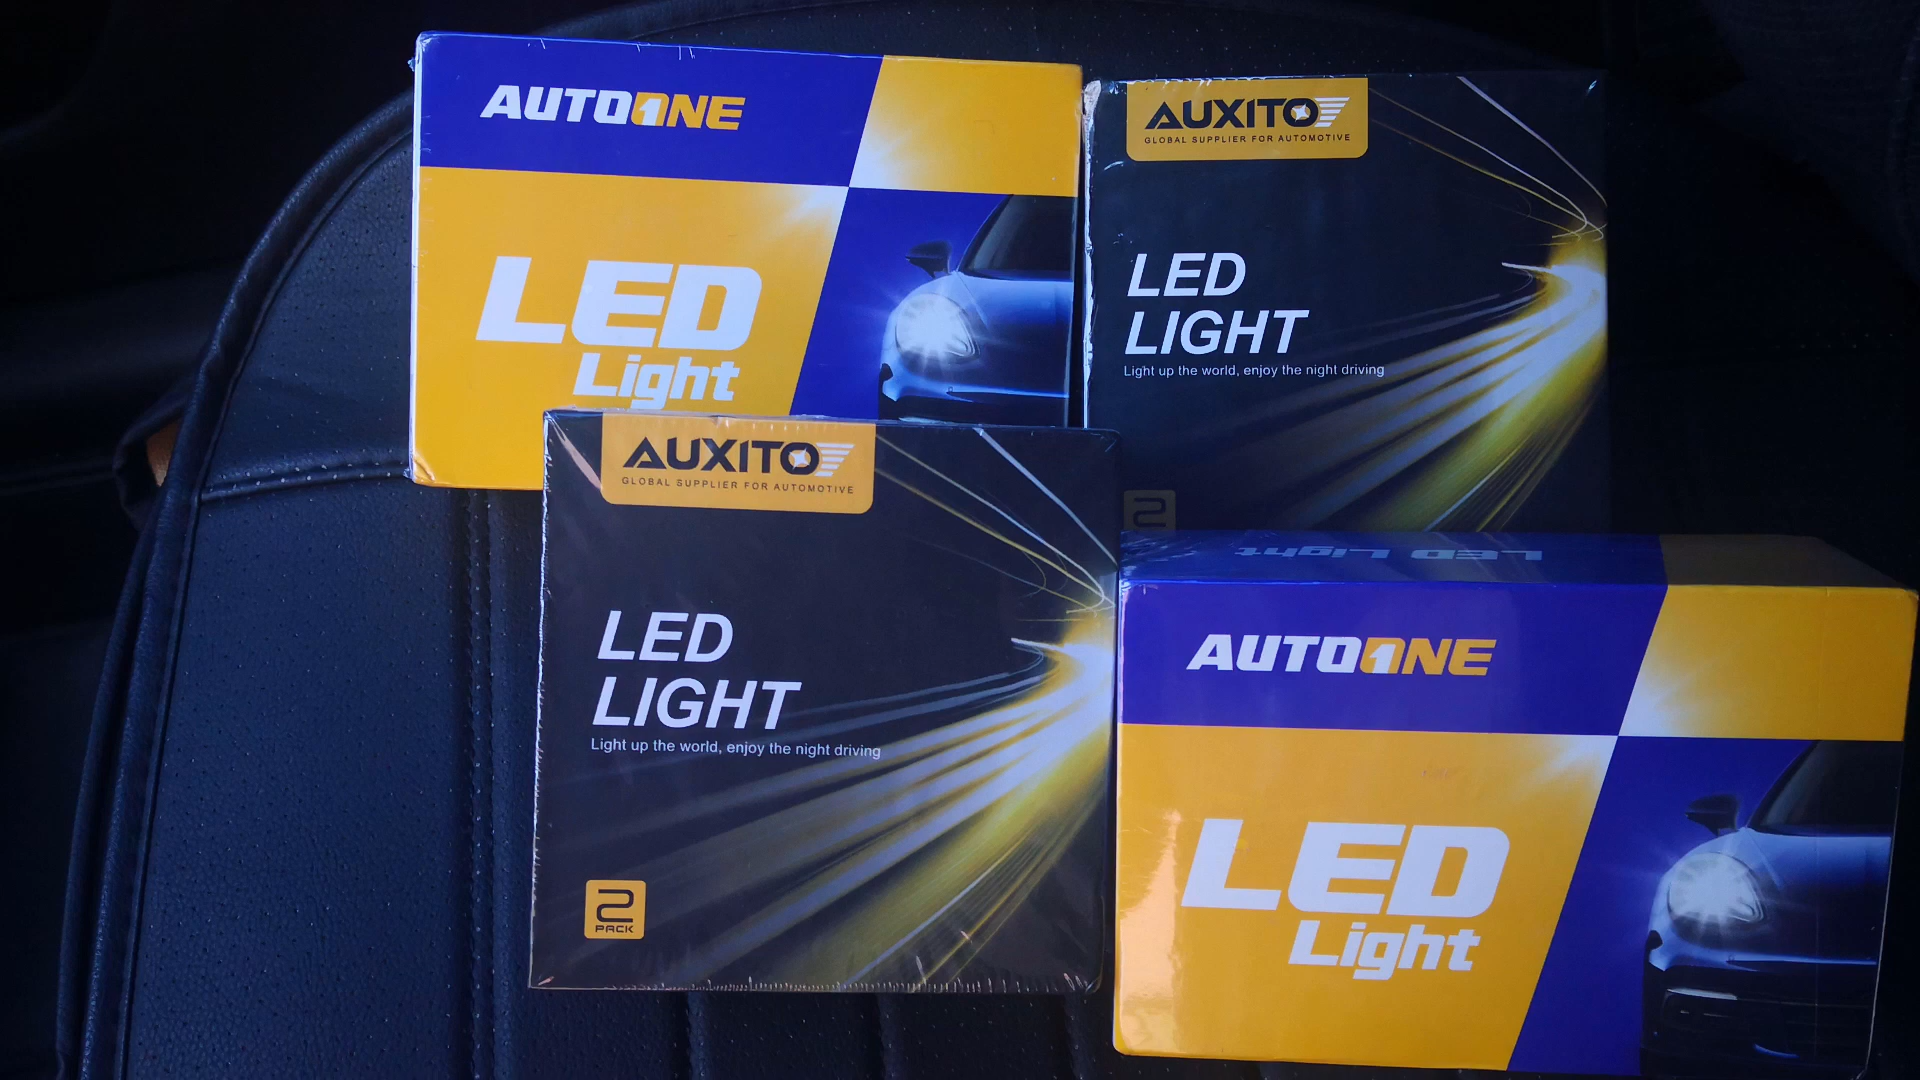 AUTOONE
LED
Light
AUXITO
GLOBAL SUPPLIER FOR AUTOMOTIVE
LED
LIGHT
Light up the world, enjoy the night driving
2
AUXITO
GLOBAL SUPPLIER FOR AUTOMOTIVE
LED
LIGHT
Light up the world, enjoy the night driving
2
PACK
LED Light
AUTOONE
LED
Light